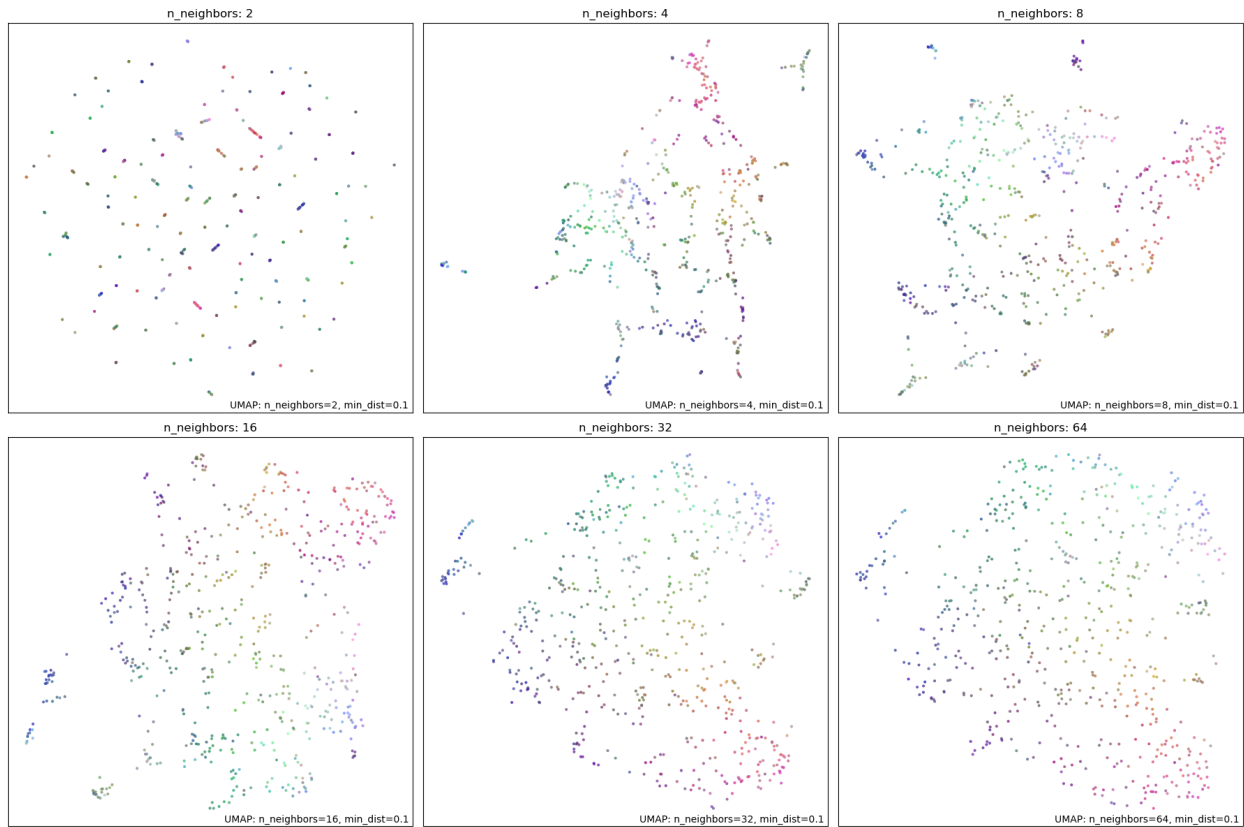 n_neighbors: 2
n_neighbors: 4
n_neighbors: 8
UMAP: n_neighbors=2, min_dist=0.1
UMAP: n_neighbors=4, min_dist=0.1
UMAP: n_neighbors=8, min_dist=0.1
n_neighbors: 16
n_neighbors: 32
n_neighbors: 64
UMAP: n_neighbors=16, min_dist=0.1
UMAP: n_neighbors=32, min_dist=0.1
UMAP: n_neighbors=64, min_dist=0.1